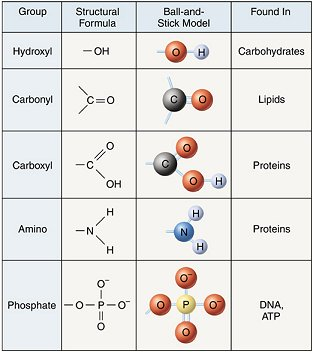 Group Structural Formula Ball-and-Stick Model Found In
Hydroxyl —OH O H Carbohydrates
Carbonyl C=O C O Lipids
Carboxyl O
C
OH
C O O H Proteins
Amino H
—N
H
N H H Proteins
Phosphate O⁻
—O—P—O⁻
O
O⁻
O P O⁻
O
DNA,
ATP